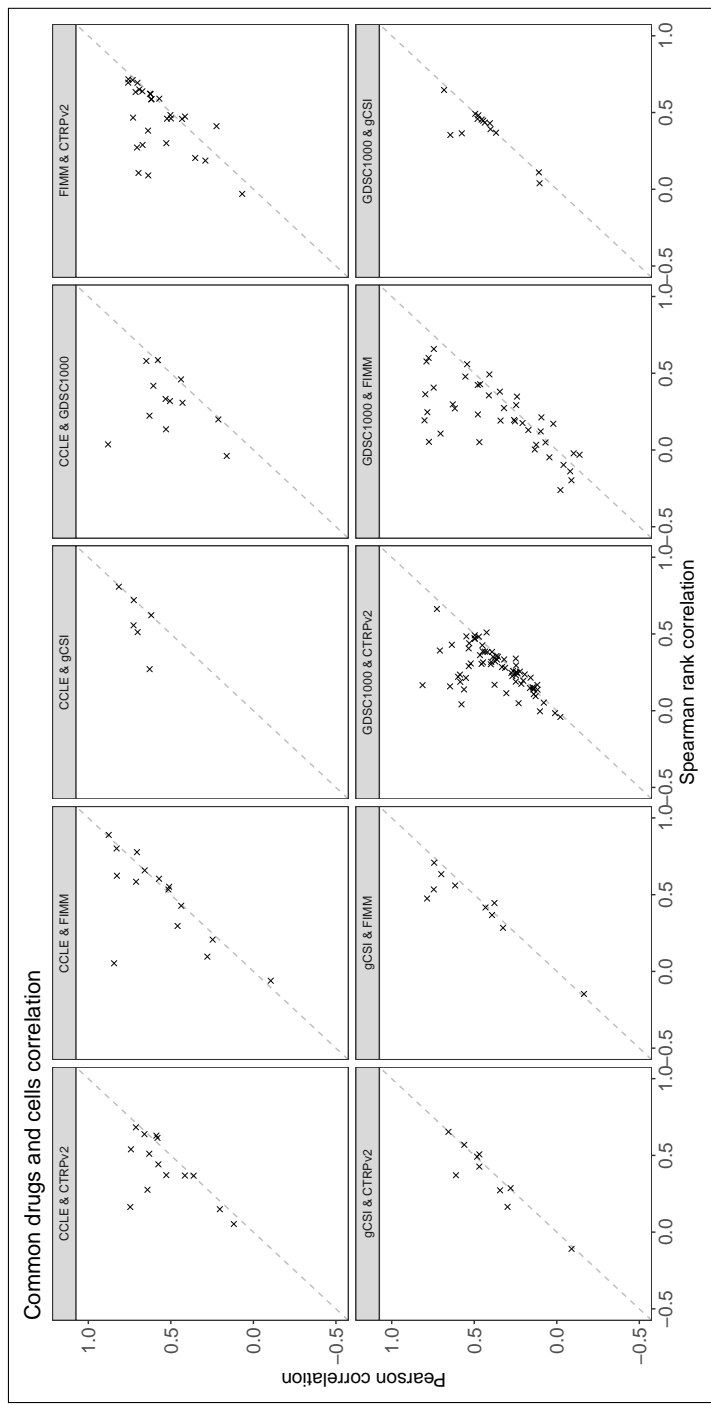 Common drugs and cells correlation
CCLE & CTRPv2
CCLE & FIMM
CCLE & gCSI
CCLE & GDSC1000
FIMM & CTRPv2
1.0
0.5
0.0
−0.5
gCSI & CTRPv2
gCSI & FIMM
GDSC1000 & CTRPv2
GDSC1000 & FIMM
GDSC1000 & gCSI
1.0
0.5
0.0
−0.5
Pearson correlation
−0.5 0.0 0.5 1.0
−0.5 0.0 0.5 1.0
−0.5 0.0 0.5 1.0
−0.5 0.0 0.5 1.0
−0.5 0.0 0.5 1.0
Spearman rank correlation